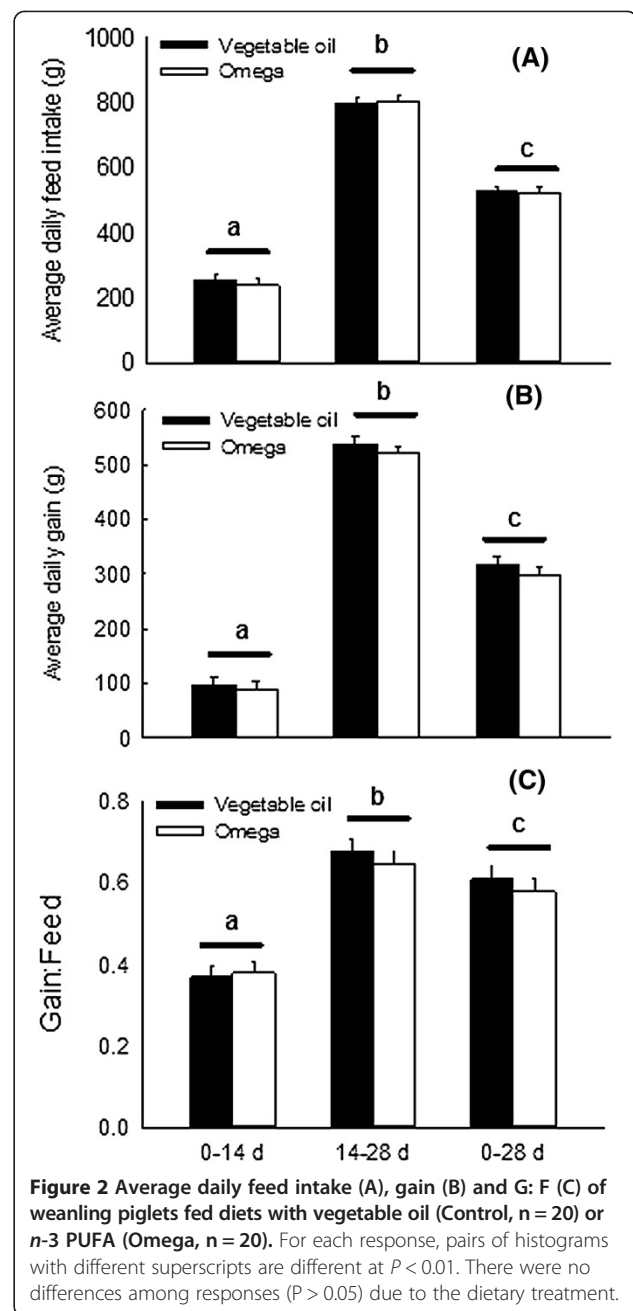 1000
Vegetable oil
Omega
b
(A)
800
c
600
400
a
200
0
Average daily feed intake (g)
600
Vegetable oil
Omega
b
(B)
500
400
c
300
200
a
100
0
Average daily gain (g)
0.8
Vegetable oil
Omega
b
(C)
c
0.6
a
0.4
0.2
0.0
Gain:Feed
0-14 d 14-28 d 0-28 d
Figure 2 Average daily feed intake (A), gain (B) and G: F (C) of
weanling piglets fed diets with vegetable oil (Control, n = 20) or
n-3 PUFA (Omega, n = 20). For each response, pairs of histograms
with different superscripts are different at P < 0.01. There were no
differences among responses (P > 0.05) due to the dietary treatment.